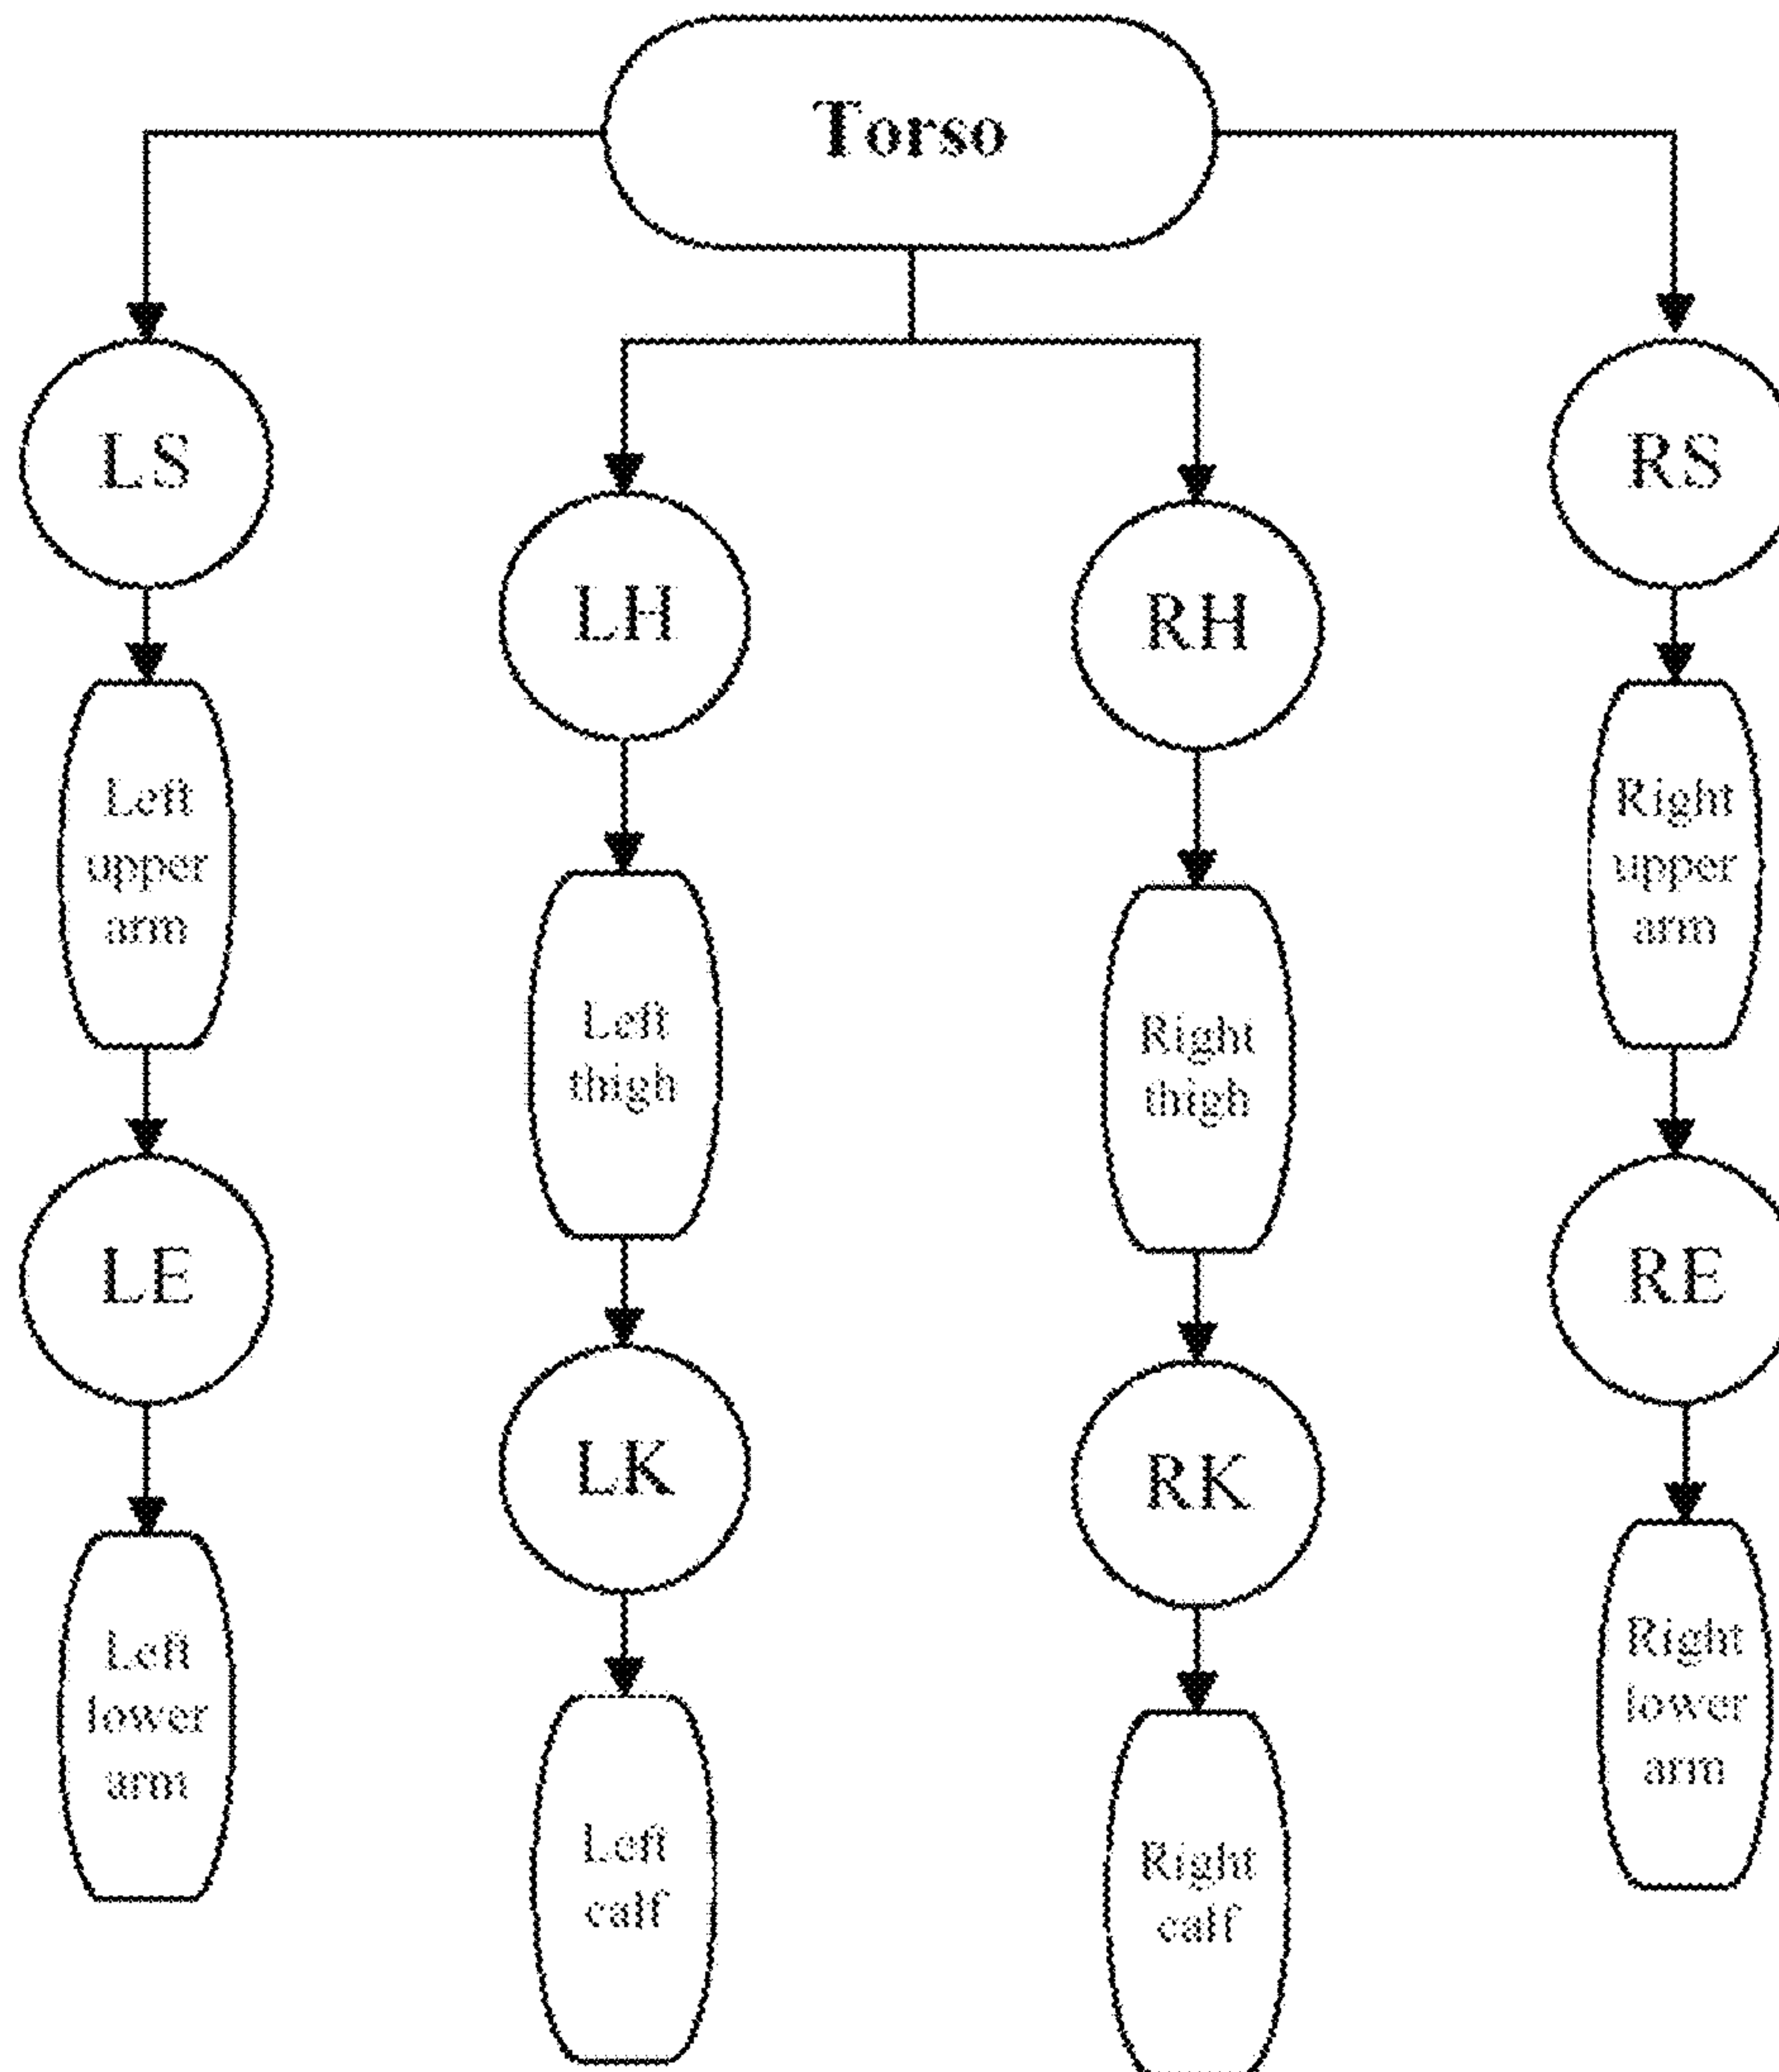 Torso
LS
RS
LH
RH
Left
upper
arm
Right
upper
arm
Left
thigh
Right
thigh
LE
RE
LK
RK
Left
lower
arm
Right
lower
arm
Left
calf
Right
calf